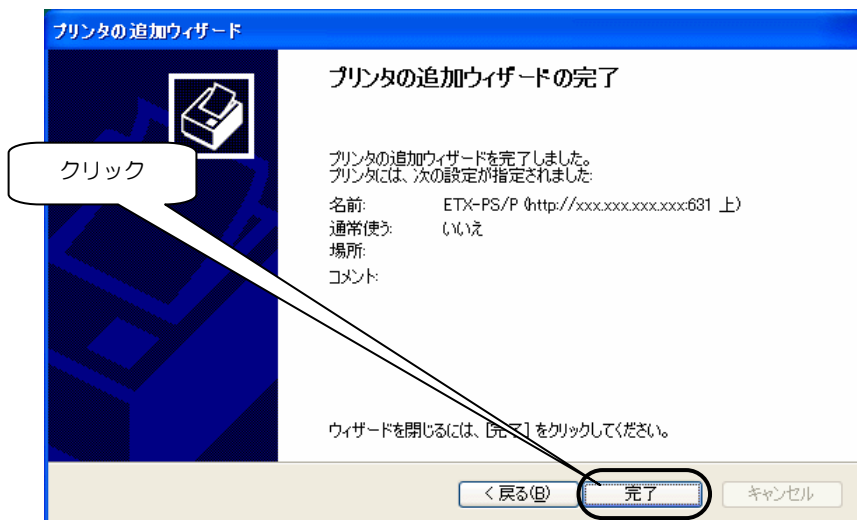 プリンタの追加ウィザード
プリンタの追加ウィザードの完了
クリック
プリンタの追加ウィザードを完了しました。
プリンタには、次の設定が指定されました:
名前: ETX-PS/P (http://xxx.xxx.xxx.xxx:631 上)
通常使う: いいえ
場所:
コメント:
ウィザードを閉じるには、[完了] をクリックしてください。
< 戻る(B) 完了 キャンセル